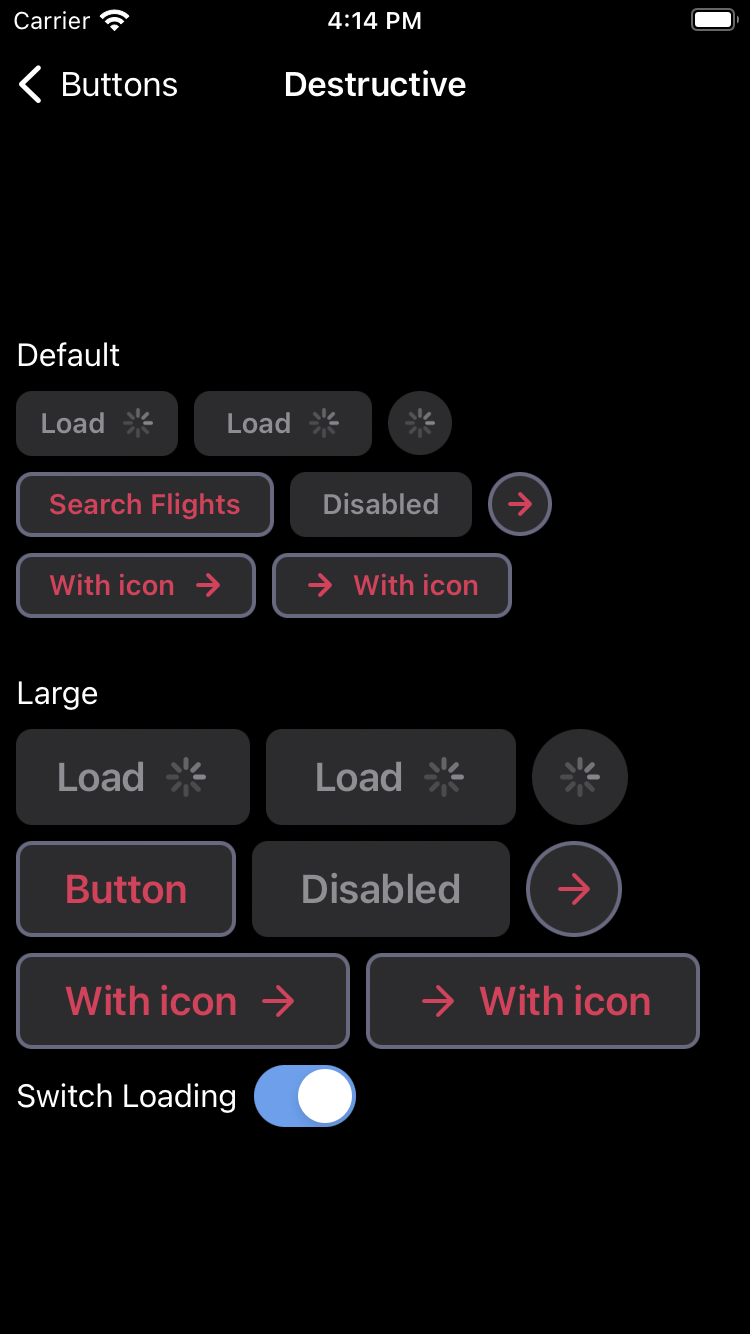 Carrier 4:14 PM
Buttons Destructive
Default
Load Load
Search Flights Disabled
With icon With icon
Large
Load Load
Button Disabled
With icon With icon
Switch Loading